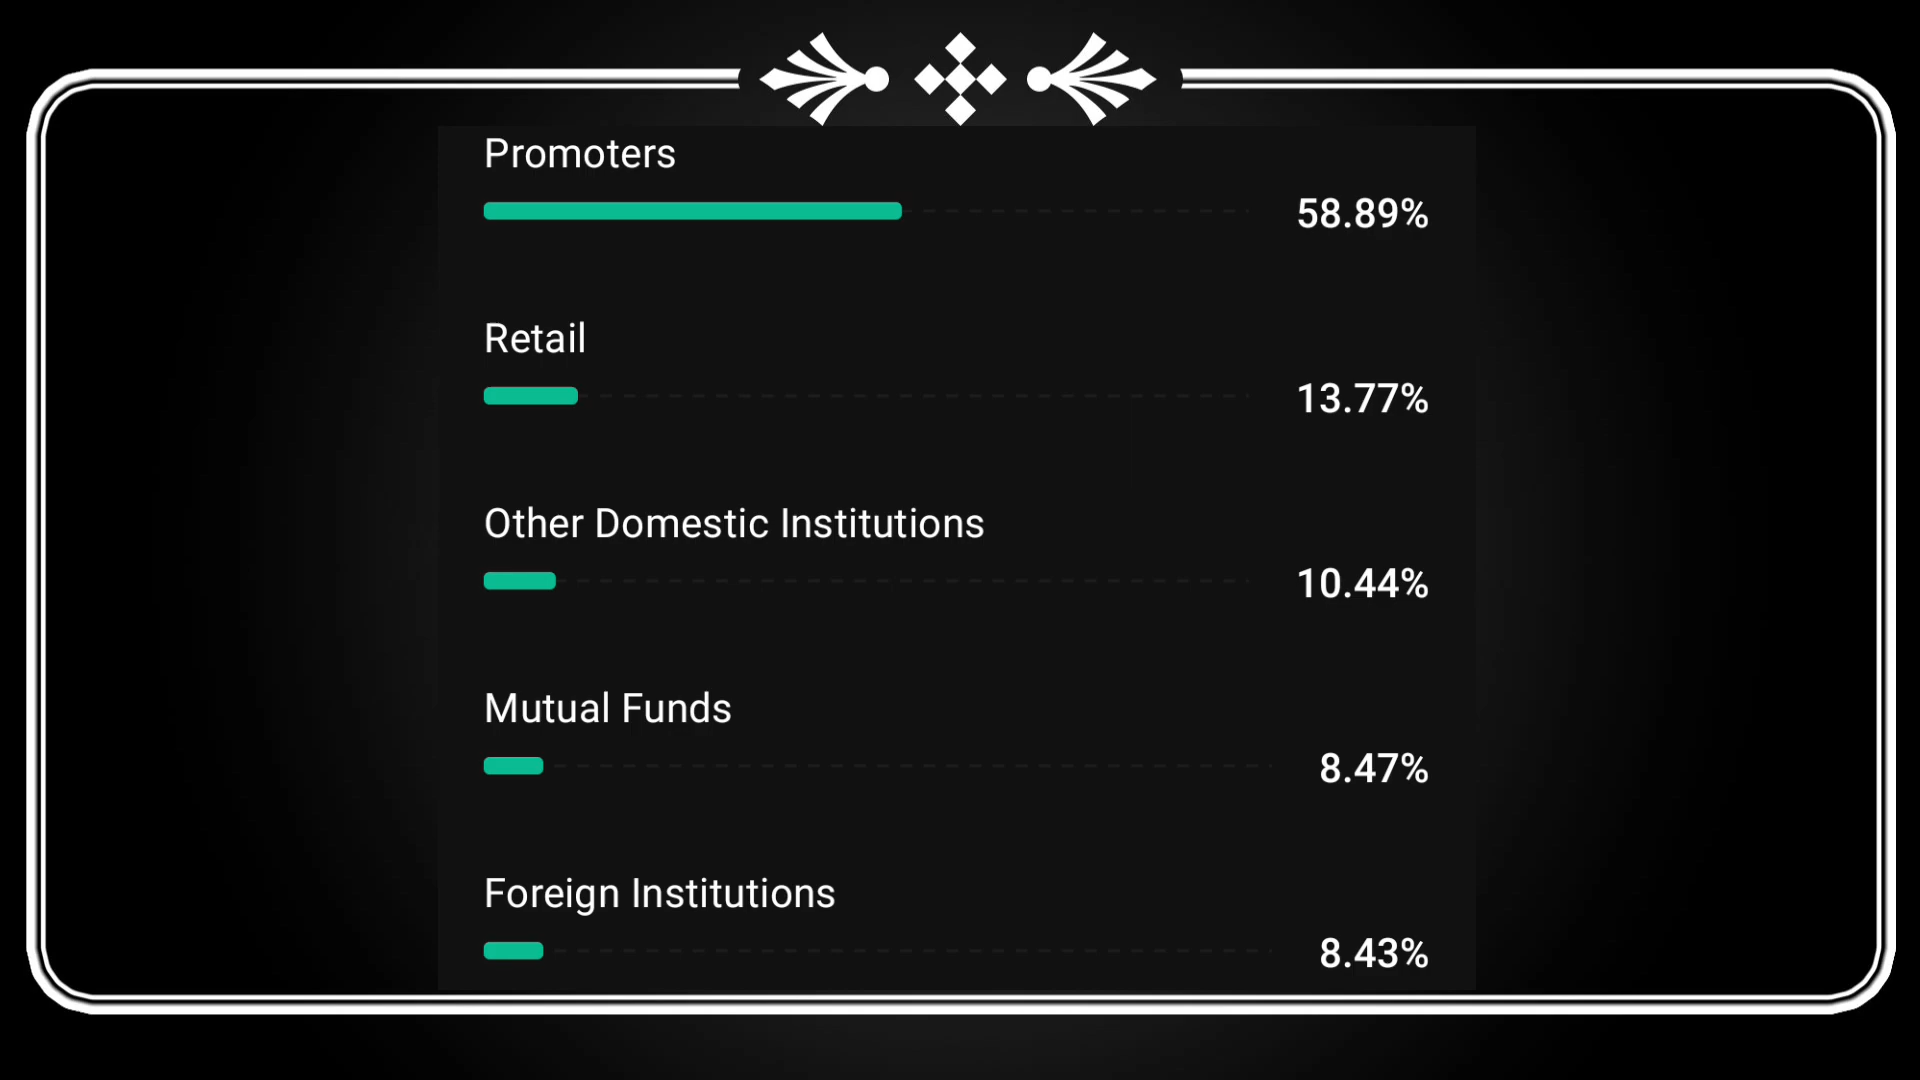 Promoters
58.89%
Retail
13.77%
Other Domestic Institutions
10.44%
Mutual Funds
8.47%
Foreign Institutions
8.43%